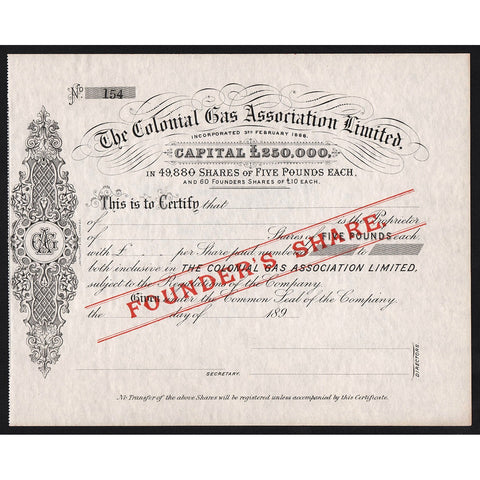 No. 154
The Colonial Gas Association Limited.
INCORPORATED 3RD FEBRUARY 1888.
CAPITAL £250,000.
IN 49,880 SHARES OF FIVE POUNDS EACH,
AND 60 FOUNDERS SHARES OF £10 EACH.
This is to Certify that
of is the Proprietor
of Shares of FIVE POUNDS each
with £ per Share paid numbered to
both inclusive in THE COLONIAL GAS ASSOCIATION LIMITED,
subject to the Regulations of the Company.
Given under the Common Seal of the Company.
the day of 189
FOUNDER'S SHARE.
SECRETARY.
DIRECTORS.
No Transfer of the above Shares will be registered unless accompanied by this Certificate.